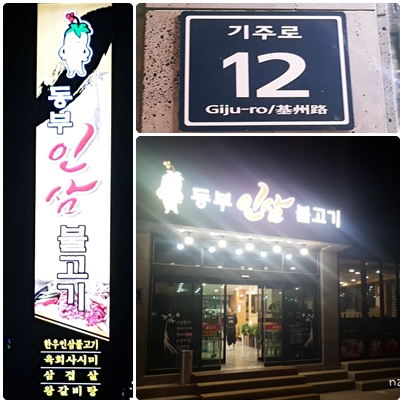 동부
인삼
불고기
한우인삼불고기
육회사시미
삼겹살
왕갈비탕
기주로
12
Giju-ro/基州路
동부 인삼 불고기